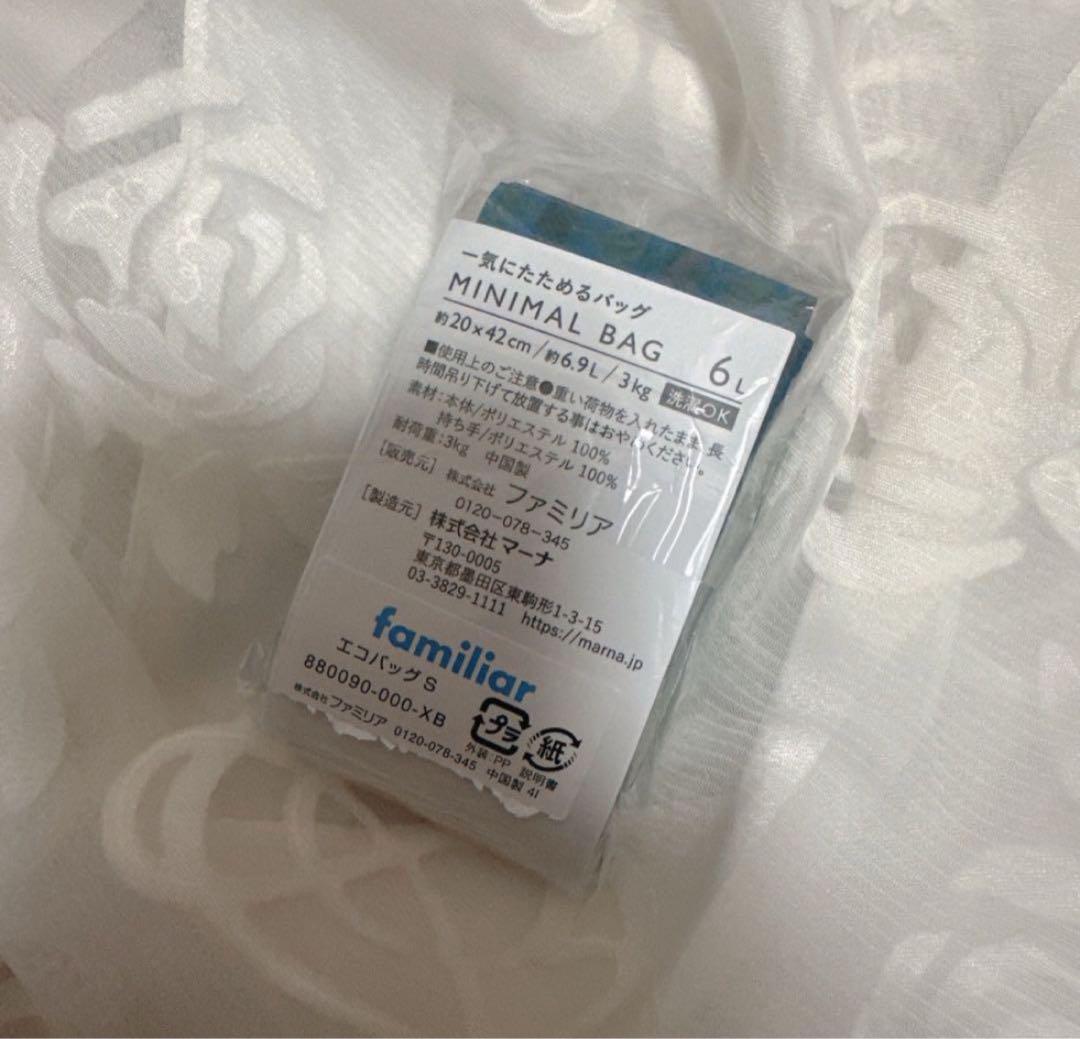 一気にたためるバッグ
MINIMAL BAG 6L
約20×42cm/約6.9L/3kg 洗濯OK
■使用上のご注意●重い荷物を入れたまま、長
時間吊り下げて放置する事はおやめください。
素材:本体/ポリエステル 100%
持ち手/ポリエステル 100%
耐荷重:3kg 中国製
[販売元] 株式会社 ファミリア
0120-078-345
[製造元] 株式会社マーナ
〒130-0005
東京都墨田区東駒形1-3-15
03-3829-1111 https://marna.jp
familiar
エコバッグ S
880090-000-XB
プラ 紙
外装:PP 説明書
株式会社 ファミリア 0120-078-345 中国製 4I